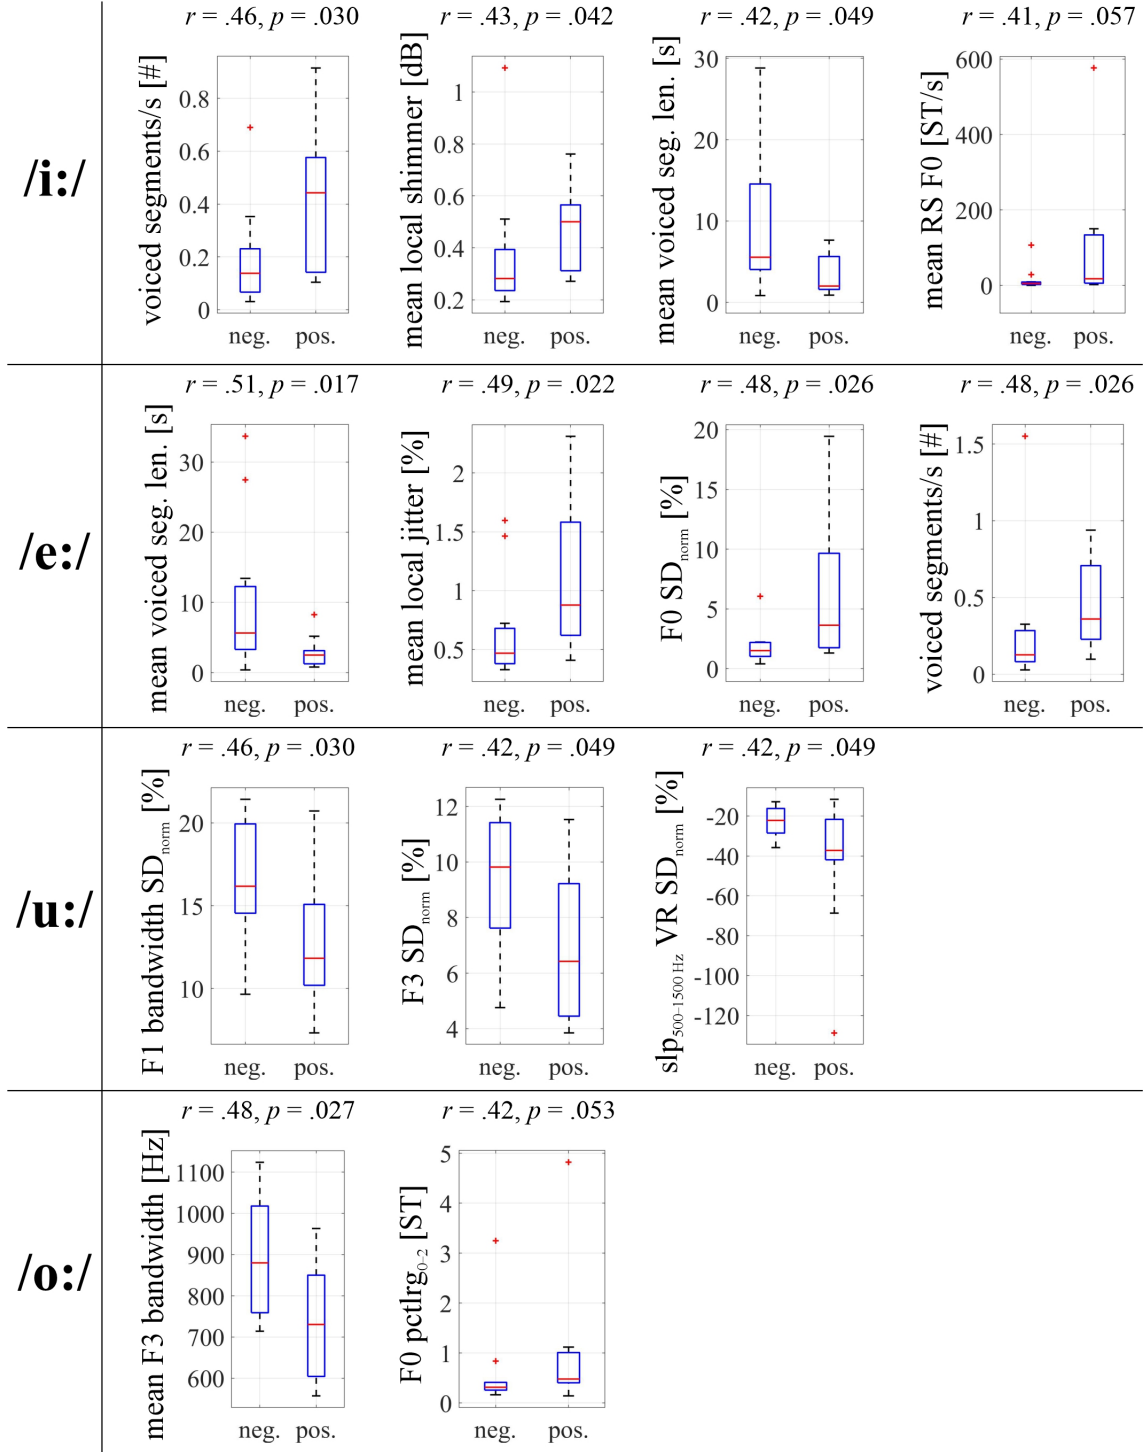 /i:/
r = .46, p = .030
voiced segments/s [#]
0.8
0.6
0.4
0.2
0
neg. pos.
r = .43, p = .042
mean local shimmer [dB]
1
0.8
0.6
0.4
0.2
neg. pos.
r = .42, p = .049
mean voiced seg. len. [s]
30
20
10
0
neg. pos.
r = .41, p = .057
mean RS F0 [ST/s]
600
400
200
0
neg. pos.
/e:/
r = .51, p = .017
mean voiced seg. len. [s]
30
20
10
0
neg. pos.
r = .49, p = .022
mean local jitter [%]
2
1.5
1
0.5
neg. pos.
r = .48, p = .026
F0 SDnorm [%]
20
15
10
5
0
neg. pos.
r = .48, p = .026
voiced segments/s [#]
1.5
1
0.5
0
neg. pos.
/u:/
r = .46, p = .030
F1 bandwidth SDnorm [%]
20
15
10
neg. pos.
r = .42, p = .049
F3 SDnorm [%]
12
10
8
6
4
neg. pos.
r = .42, p = .049
slp500–1500 Hz VR SDnorm [%]
-20
-40
-60
-80
-100
-120
neg. pos.
/o:/
r = .48, p = .027
mean F3 bandwidth [Hz]
1100
1000
900
800
700
600
neg. pos.
r = .42, p = .053
F0 pctlrg0–2 [ST]
5
4
3
2
1
0
neg. pos.